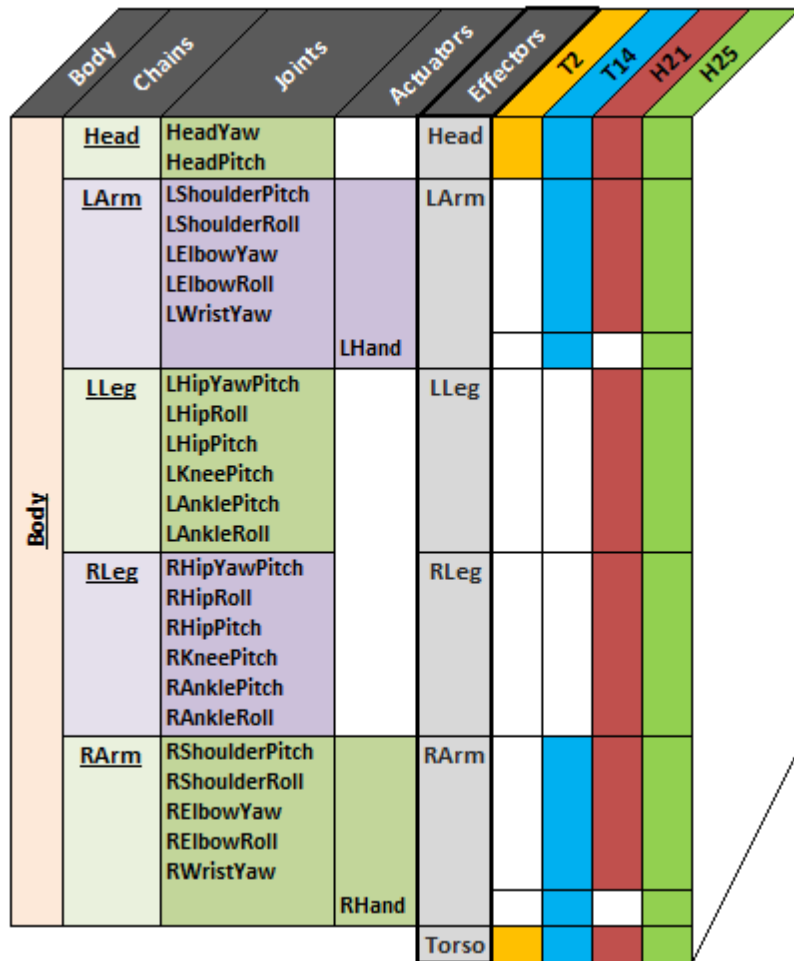 Body Chains Joints Actuators Effectors T2 T14 H21 H25
Body
Head HeadYaw Head
HeadPitch
LArm LShoulderPitch LArm
LShoulderRoll
LElbowYaw
LElbowRoll
LWristYaw
LHand
LLeg LHipYawPitch LLeg
LHipRoll
LHipPitch
LKneePitch
LAnklePitch
LAnkleRoll
RLeg RHipYawPitch RLeg
RHipRoll
RHipPitch
RKneePitch
RAnklePitch
RAnkleRoll
RArm RShoulderPitch RArm
RShoulderRoll
RElbowYaw
RElbowRoll
RWristYaw
RHand
Torso